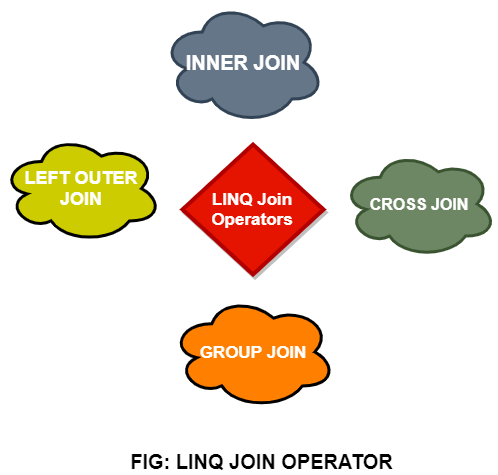 INNER JOIN
LEFT OUTER
JOIN
LINQ Join
Operators
CROSS JOIN
GROUP JOIN
FIG: LINQ JOIN OPERATOR